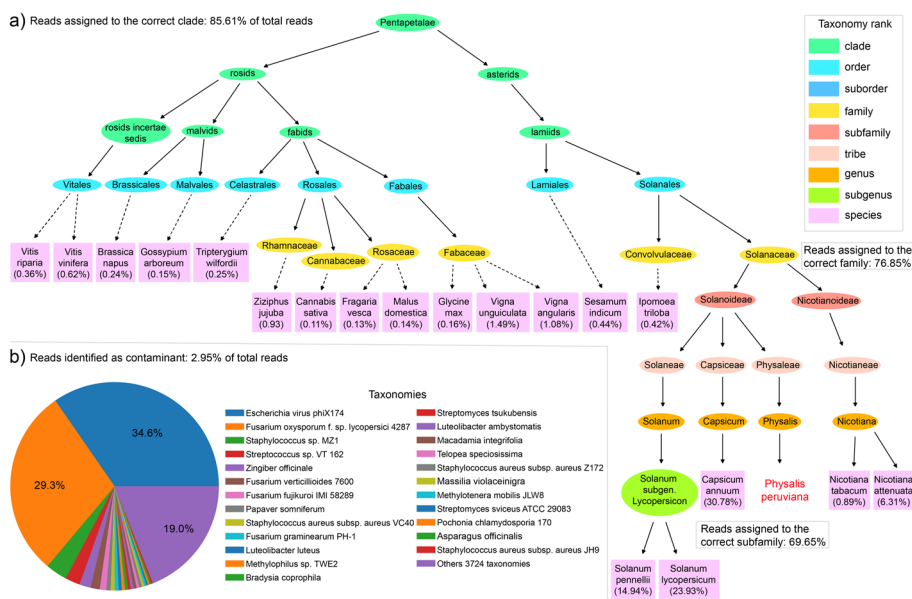 a) Reads assigned to the correct clade: 85.61% of total reads
Pentapetalae
rosids
asterids
rosids incertae
sedis
malvids
fabids
lamiids
Vitales
Brassicales
Malvales
Celastrales
Rosales
Fabales
Lamiales
Solanales
Rhamnaceae
Cannabaceae
Rosaceae
Fabaceae
Convolvulaceae
Solanaceae
Reads assigned to the
correct family: 76.85%
Vitis
riparia
(0.36%)
Vitis
vinifera
(0.62%)
Brassica
napus
(0.24%)
Gossypium
arboreum
(0.15%)
Tripterygium
wilfordii
(0.25%)
Ziziphus
jujuba
(0.93)
Cannabis
sativa
(0.11%)
Fragaria
vesca
(0.13%)
Malus
domestica
(0.14%)
Glycine
max
(0.16%)
Vigna
unguiculata
(1.49%)
Vigna
angularis
(1.08%)
Sesamum
indicum
(0.44%)
Ipomoea
triloba
(0.42%)
Solanoideae
Nicotianoideae
Solaneae
Capsiceae
Physaleae
Nicotianeae
Solanum
Capsicum
Physalis
Nicotiana
Solanum
subgen.
Lycopersicon
Capsicum
annuum
(30.78%)
Physalis
peruviana
Nicotiana
tabacum
(0.89%)
Nicotiana
attenuata
(6.31%)
Reads assigned to the
correct subfamily: 69.65%
Solanum
pennellii
(14.94%)
Solanum
lycopersicum
(23.93%)
Taxonomy rank
clade
order
suborder
family
subfamily
tribe
genus
subgenus
species
b) Reads identified as contaminant: 2.95% of total reads
34.6%
29.3%
19.0%
Taxonomies
Escherichia virus phiX174
Fusarium oxysporum f. sp. lycopersici 4287
Staphylococcus sp. MZ1
Streptococcus sp. VT 162
Zingiber officinale
Fusarium verticillioides 7600
Fusarium fujikuroi IMI 58289
Papaver somniferum
Staphylococcus aureus subsp. aureus VC40
Fusarium graminearum PH-1
Luteolibacter luteus
Methylophilus sp. TWE2
Bradysia coprophila
Streptomyces tsukubensis
Luteolibacter ambystomatis
Macadamia integrifolia
Telopea speciosissima
Staphylococcus aureus subsp. aureus Z172
Massilia violaceinigra
Methylotenera mobilis JLW8
Streptomyces sviceus ATCC 29083
Pochonia chlamydosporia 170
Asparagus officinalis
Staphylococcus aureus subsp. aureus JH9
Others 3724 taxonomies